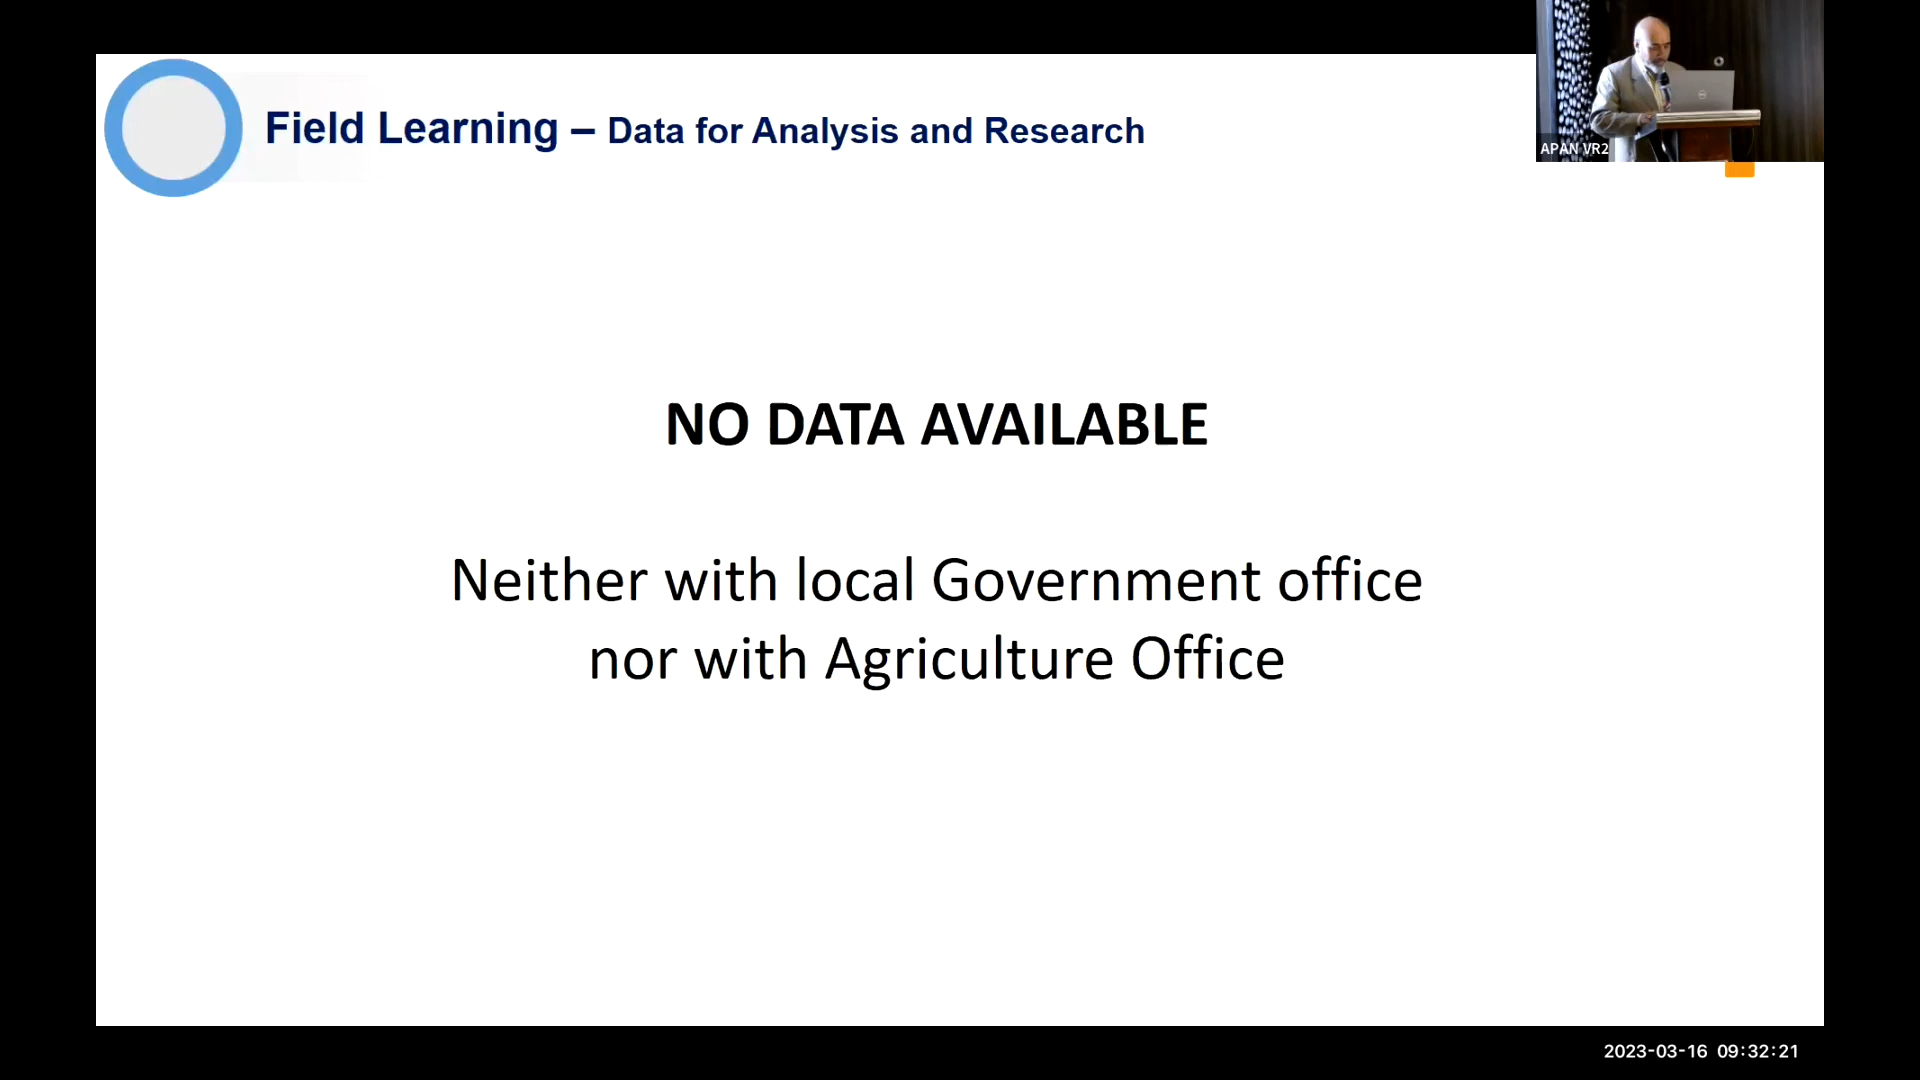 Field Learning – Data for Analysis and Research
APAN VR2
NO DATA AVAILABLE
Neither with local Government office
nor with Agriculture Office
2023-03-16 09:32:21